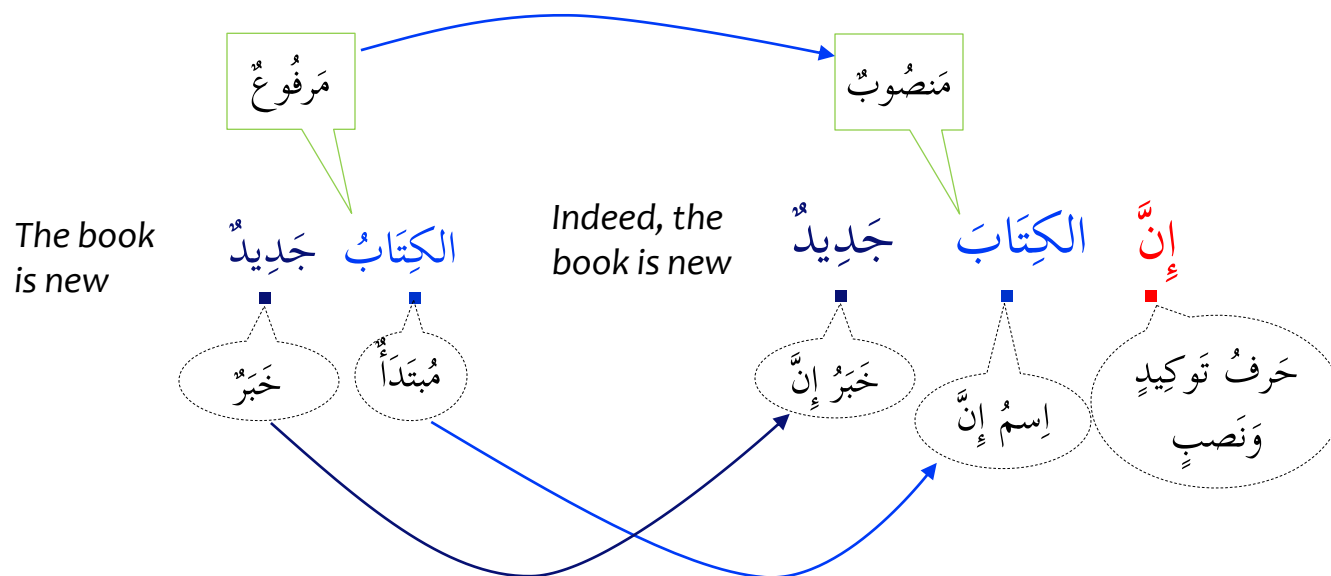 مَرفُوعٌ
مَنصُوبٌ
The book
is new
الكِتَابُ جَدِيدٌ
Indeed, the
book is new
إِنَّ الكِتَابَ جَدِيدٌ
خَبَرٌ
مُبتَدَأٌ
خَبَرُ إِنَّ
اِسمُ إِنَّ
حَرفُ تَوكِيدٍ
وَنَصبٍ